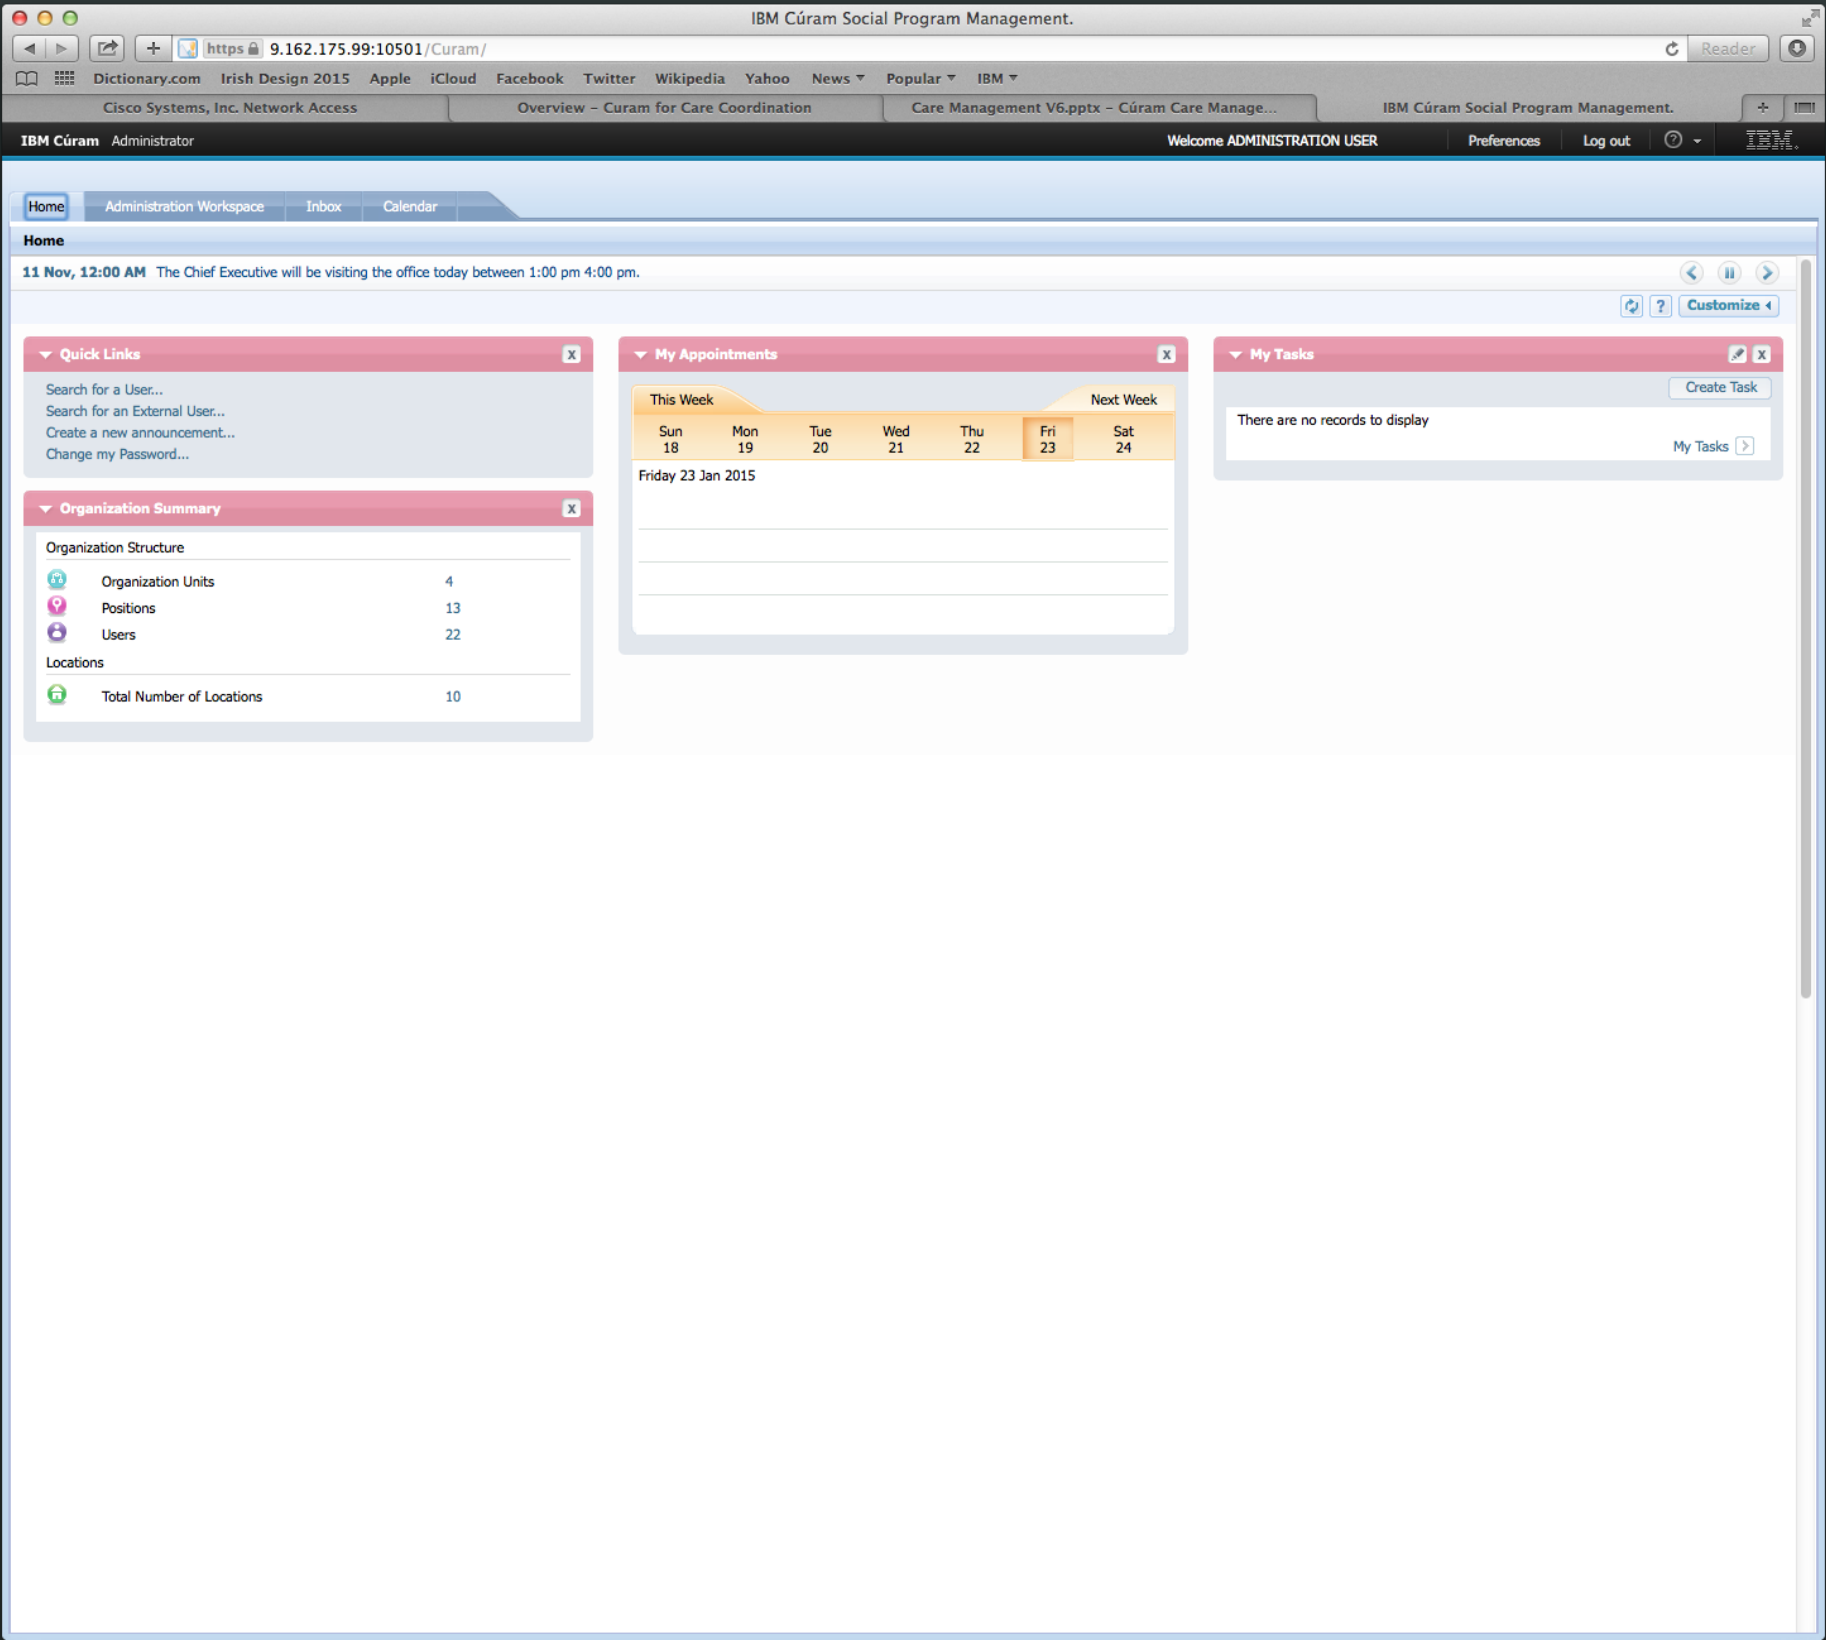 IBM Cúram Social Program Management.
https 9.162.175.99:10501/Curam/ Reader
Dictionary.com Irish Design 2015 Apple iCloud Facebook Twitter Wikipedia Yahoo News Popular IBM
Cisco Systems, Inc. Network Access Overview – Curam for Care Coordination Care Management V6.pptx – Cúram Care Manage... IBM Cúram Social Program Management.
IBM Cúram Administrator Welcome ADMINISTRATION USER Preferences Log out ? IBM.
Home Administration Workspace Inbox Calendar
Home
11 Nov, 12:00 AM The Chief Executive will be visiting the office today between 1:00 pm 4:00 pm.
? Customize
Quick Links X
Search for a User...
Search for an External User...
Create a new announcement...
Change my Password...
Organization Summary X
Organization Structure
Organization Units 4
Positions 13
Users 22
Locations
Total Number of Locations 10
My Appointments X
This Week Next Week
Sun Mon Tue Wed Thu Fri Sat
18 19 20 21 22 23 24
Friday 23 Jan 2015
My Tasks X
Create Task
There are no records to display
My Tasks